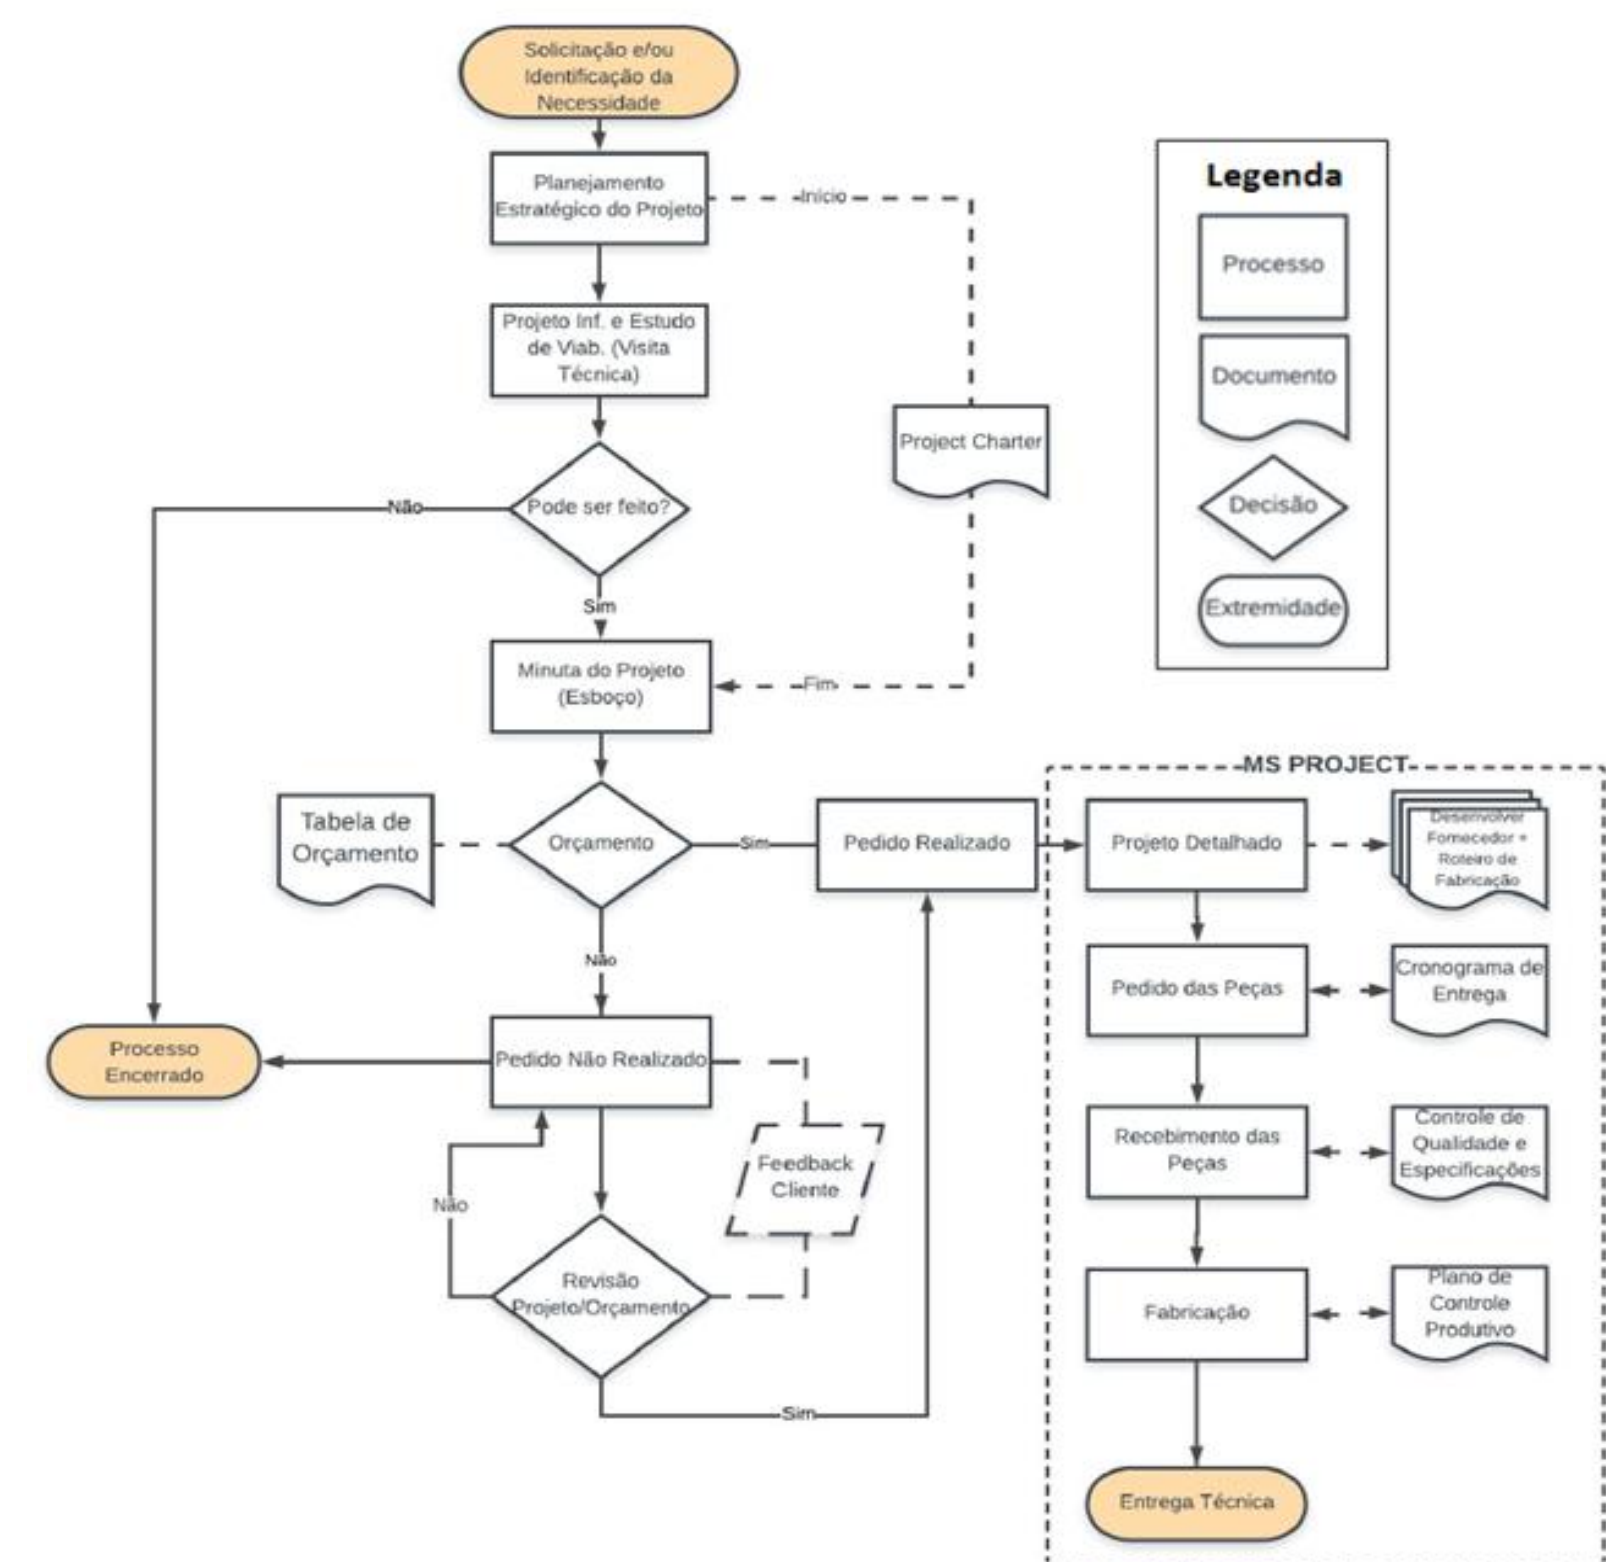 Solicitação e/ou
Identificação da
Necessidade
Planejamento
Estratégico do Projeto
Início
Projeto Inf. e Estudo
de Viab. (Visita
Técnica)
Project Charter
Pode ser feito?
Não
Sim
Minuta do Projeto
(Esboço)
Fim
Legenda
Processo
Documento
Decisão
Extremidade
Tabela de
Orçamento
Orçamento
Sim
Pedido Realizado
Não
Processo
Encerrado
Pedido Não Realizado
Feedback
Cliente
Não
Revisão
Projeto/Orçamento
Sim
MS PROJECT
Projeto Detalhado
Desenvolver
Fornecedor +
Roteiro de
Fabricação
Pedido das Peças
Cronograma de
Entrega
Recebimento das
Peças
Controle de
Qualidade e
Especificações
Fabricação
Plano de
Controle
Produtivo
Entrega Técnica